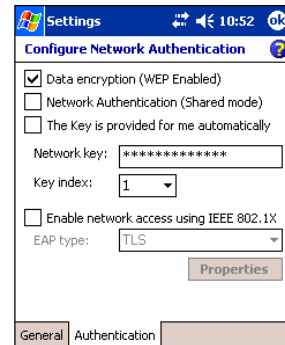 Settings 10:52 ok
Configure Network Authentication ?
Data encryption (WEP Enabled)
Network Authentication (Shared mode)
The Key is provided for me automatically
Network key: *************
Key index: 1
Enable network access using IEEE 802.1X
EAP type: TLS
Properties
General Authentication